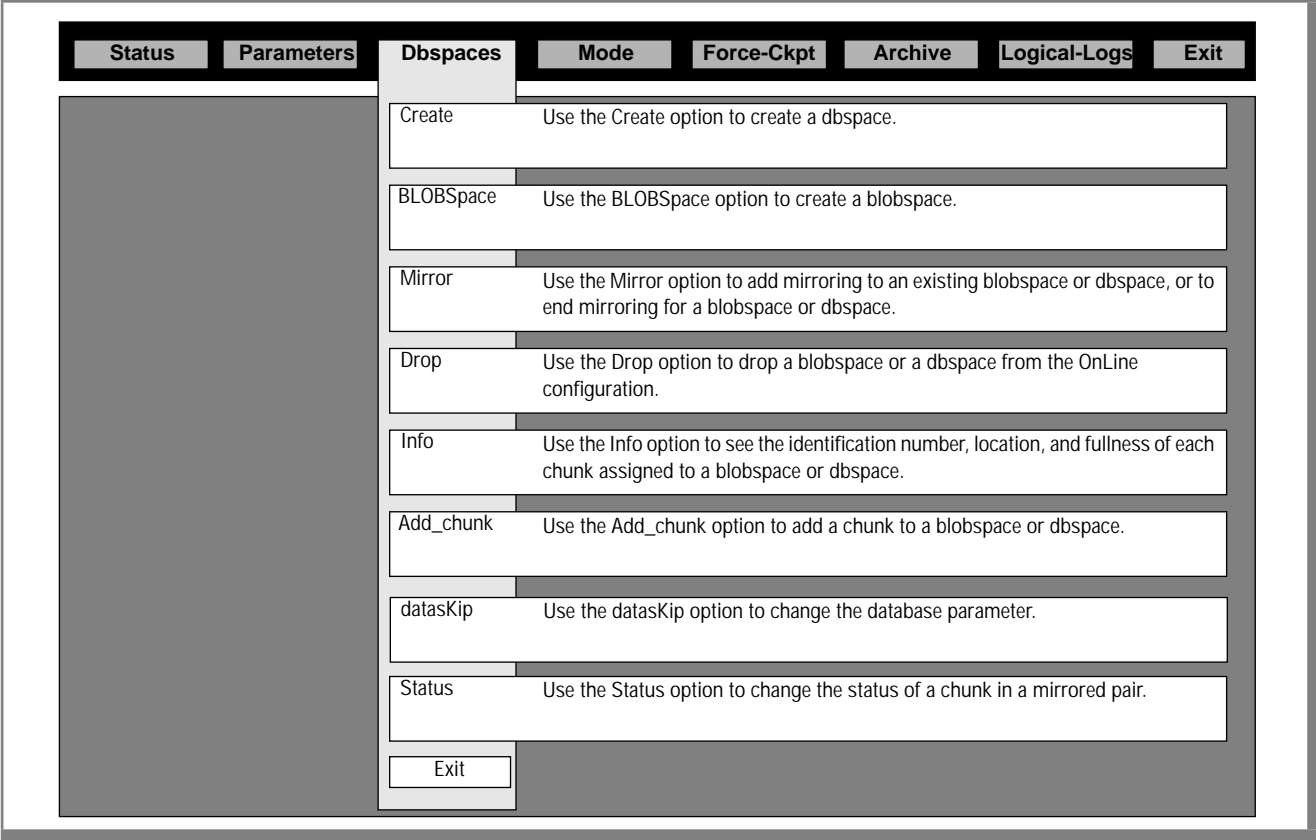 Status Parameters Dbspaces Mode Force-Ckpt Archive Logical-Logs Exit
Create Use the Create option to create a dbspace.
BLOBSpace Use the BLOBSpace option to create a blobspace.
Mirror Use the Mirror option to add mirroring to an existing blobspace or dbspace, or to
end mirroring for a blobspace or dbspace.
Drop Use the Drop option to drop a blobspace or a dbspace from the OnLine
configuration.
Info Use the Info option to see the identification number, location, and fullness of each
chunk assigned to a blobspace or dbspace.
Add_chunk Use the Add_chunk option to add a chunk to a blobspace or dbspace.
datasKip Use the datasKip option to change the database parameter.
Status Use the Status option to change the status of a chunk in a mirrored pair.
Exit